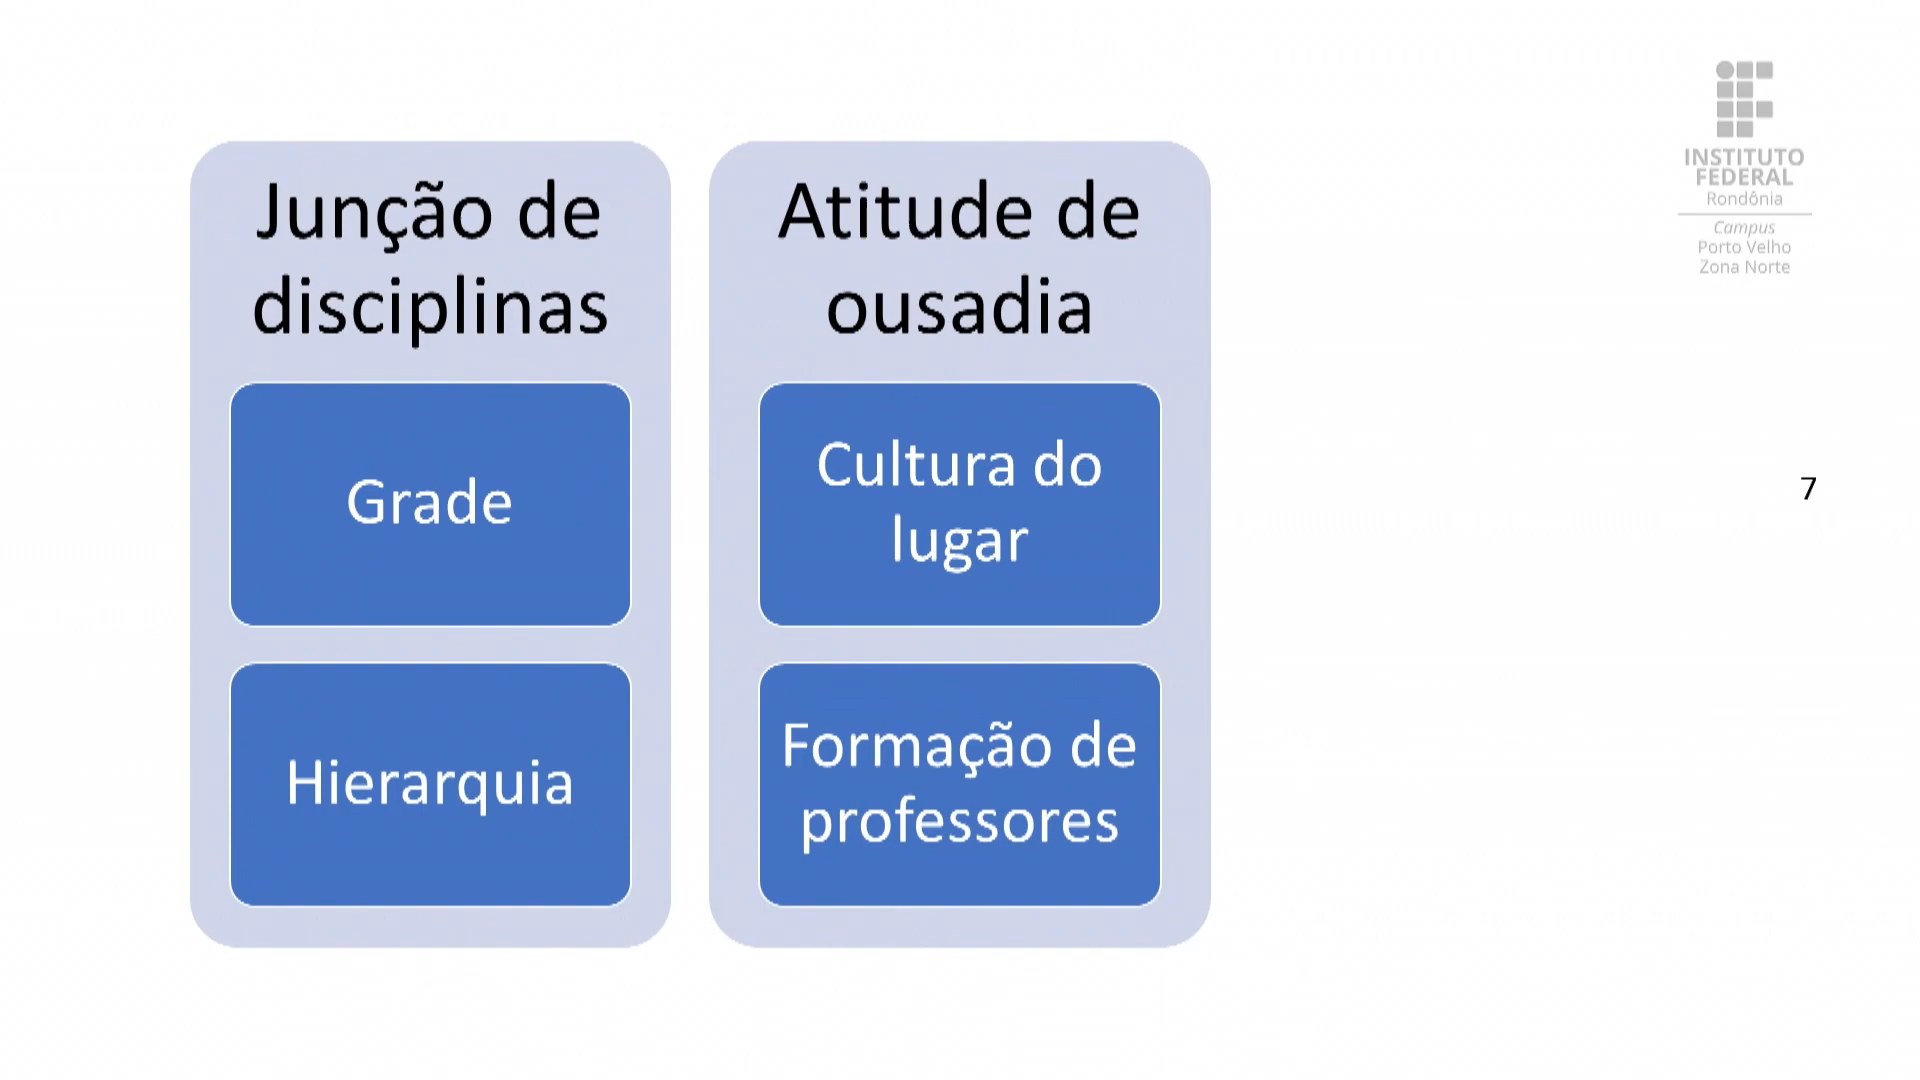 Junção de
disciplinas
Grade
Hierarquia
Atitude de
ousadia
Cultura do
lugar
Formação de
professores
INSTITUTO
FEDERAL
Rondônia
Campus
Porto Velho
Zona Norte
7